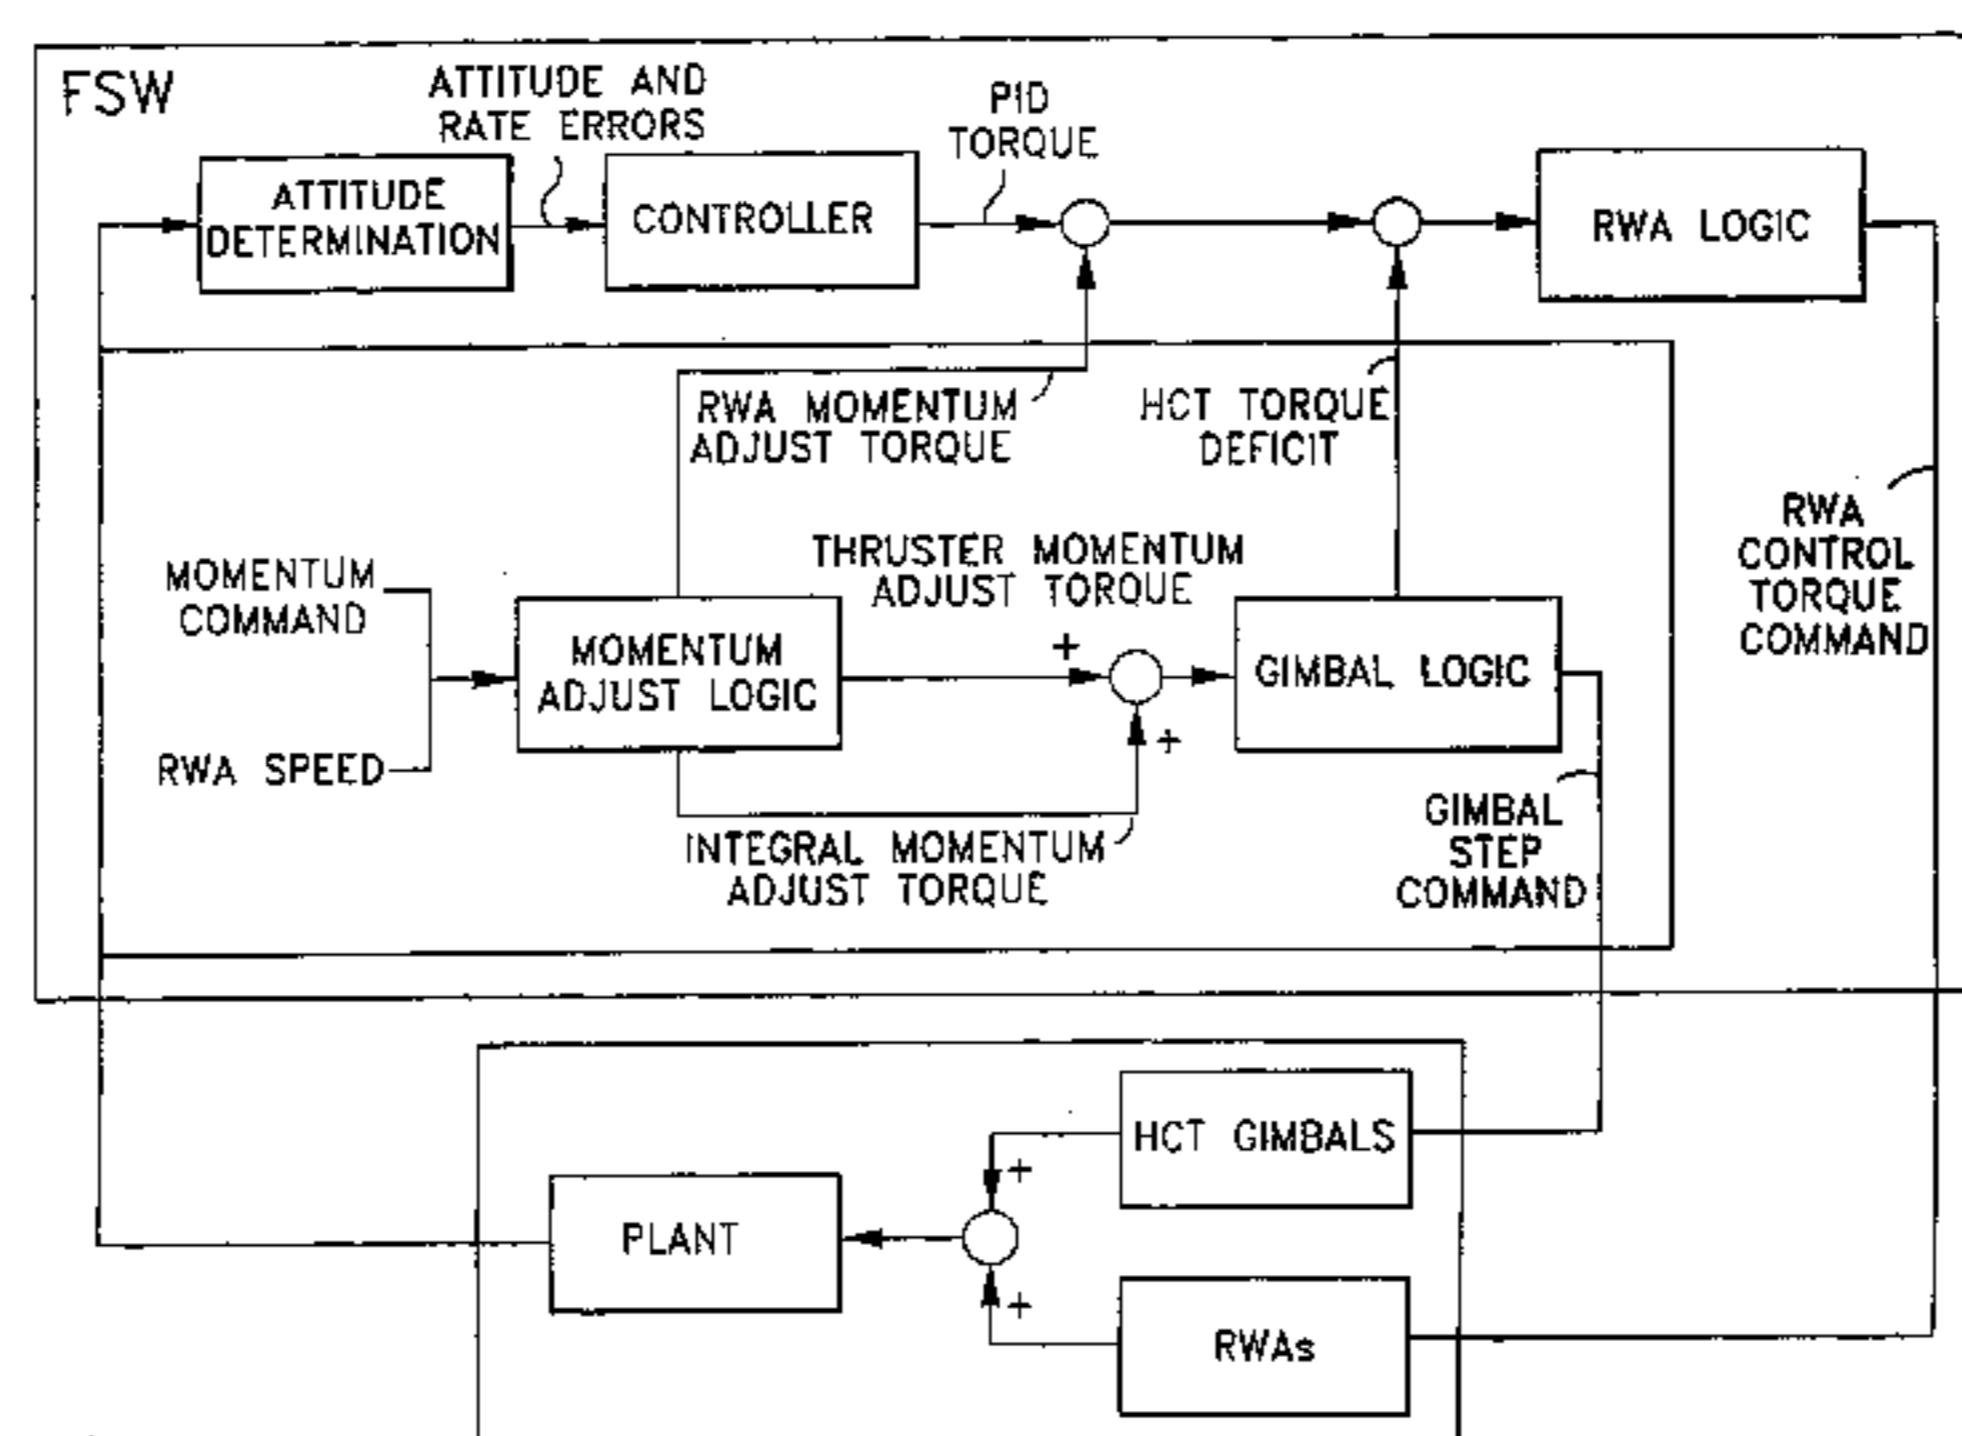 FSW
ATTITUDE AND
RATE ERRORS
PID
TORQUE
ATTITUDE
DETERMINATION
CONTROLLER
RWA LOGIC
RWA MOMENTUM
ADJUST TORQUE
HCT TORQUE
DEFICIT
RWA
CONTROL
TORQUE
COMMAND
MOMENTUM
COMMAND
THRUSTER MOMENTUM
ADJUST TORQUE
MOMENTUM
ADJUST LOGIC
+
GIMBAL LOGIC
+
RWA SPEED
INTEGRAL MOMENTUM
ADJUST TORQUE
GIMBAL
STEP
COMMAND
HCT GIMBALS
+
PLANT
+
RWAs